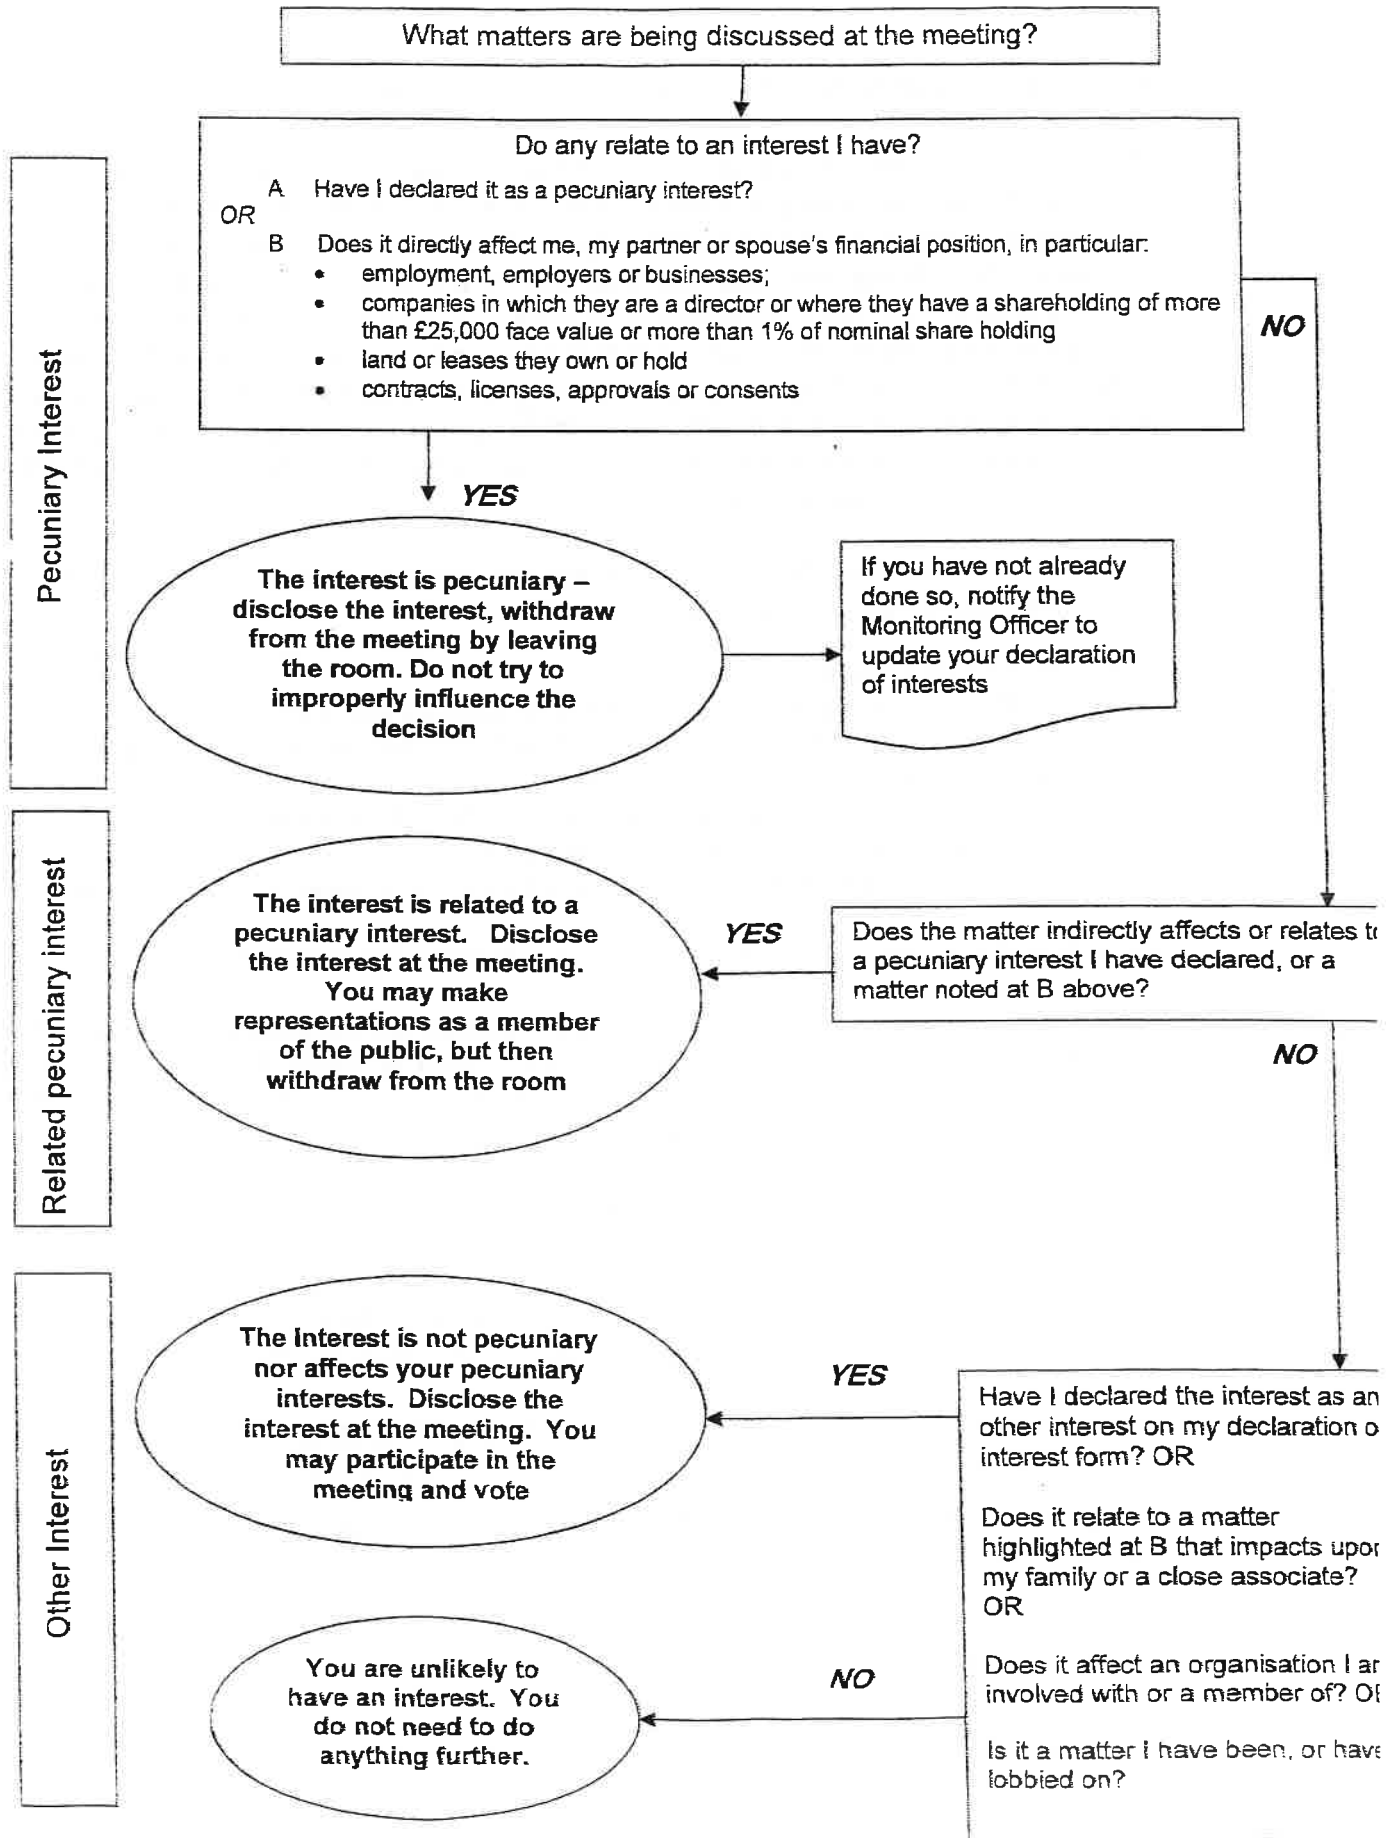 What matters are being discussed at the meeting?
Pecuniary Interest
Do any relate to an interest I have?
A Have I declared it as a pecuniary interest?
OR
B Does it directly affect me, my partner or spouse's financial position, in particular:
• employment, employers or businesses;
• companies in which they are a director or where they have a shareholding of more
than £25,000 face value or more than 1% of nominal share holding
• land or leases they own or hold
• contracts, licenses, approvals or consents
NO
YES
The interest is pecuniary –
disclose the interest, withdraw
from the meeting by leaving
the room. Do not try to
improperly influence the
decision
If you have not already
done so, notify the
Monitoring Officer to
update your declaration
of interests
Related pecuniary interest
The interest is related to a
pecuniary interest. Disclose
the interest at the meeting.
You may make
representations as a member
of the public, but then
withdraw from the room
YES
Does the matter indirectly affects or relates to
a pecuniary interest I have declared, or a
matter noted at B above?
NO
Other Interest
The Interest is not pecuniary
nor affects your pecuniary
interests. Disclose the
interest at the meeting. You
may participate in the
meeting and vote
YES
Have I declared the interest as an
other interest on my declaration o
interest form? OR
Does it relate to a matter
highlighted at B that impacts upon
my family or a close associate?
OR
Does it affect an organisation I
involved with or a member of?
Is it a matter I have been, or have
lobbied on?
NO
You are unlikely to
have an interest. You
do not need to do
anything further.